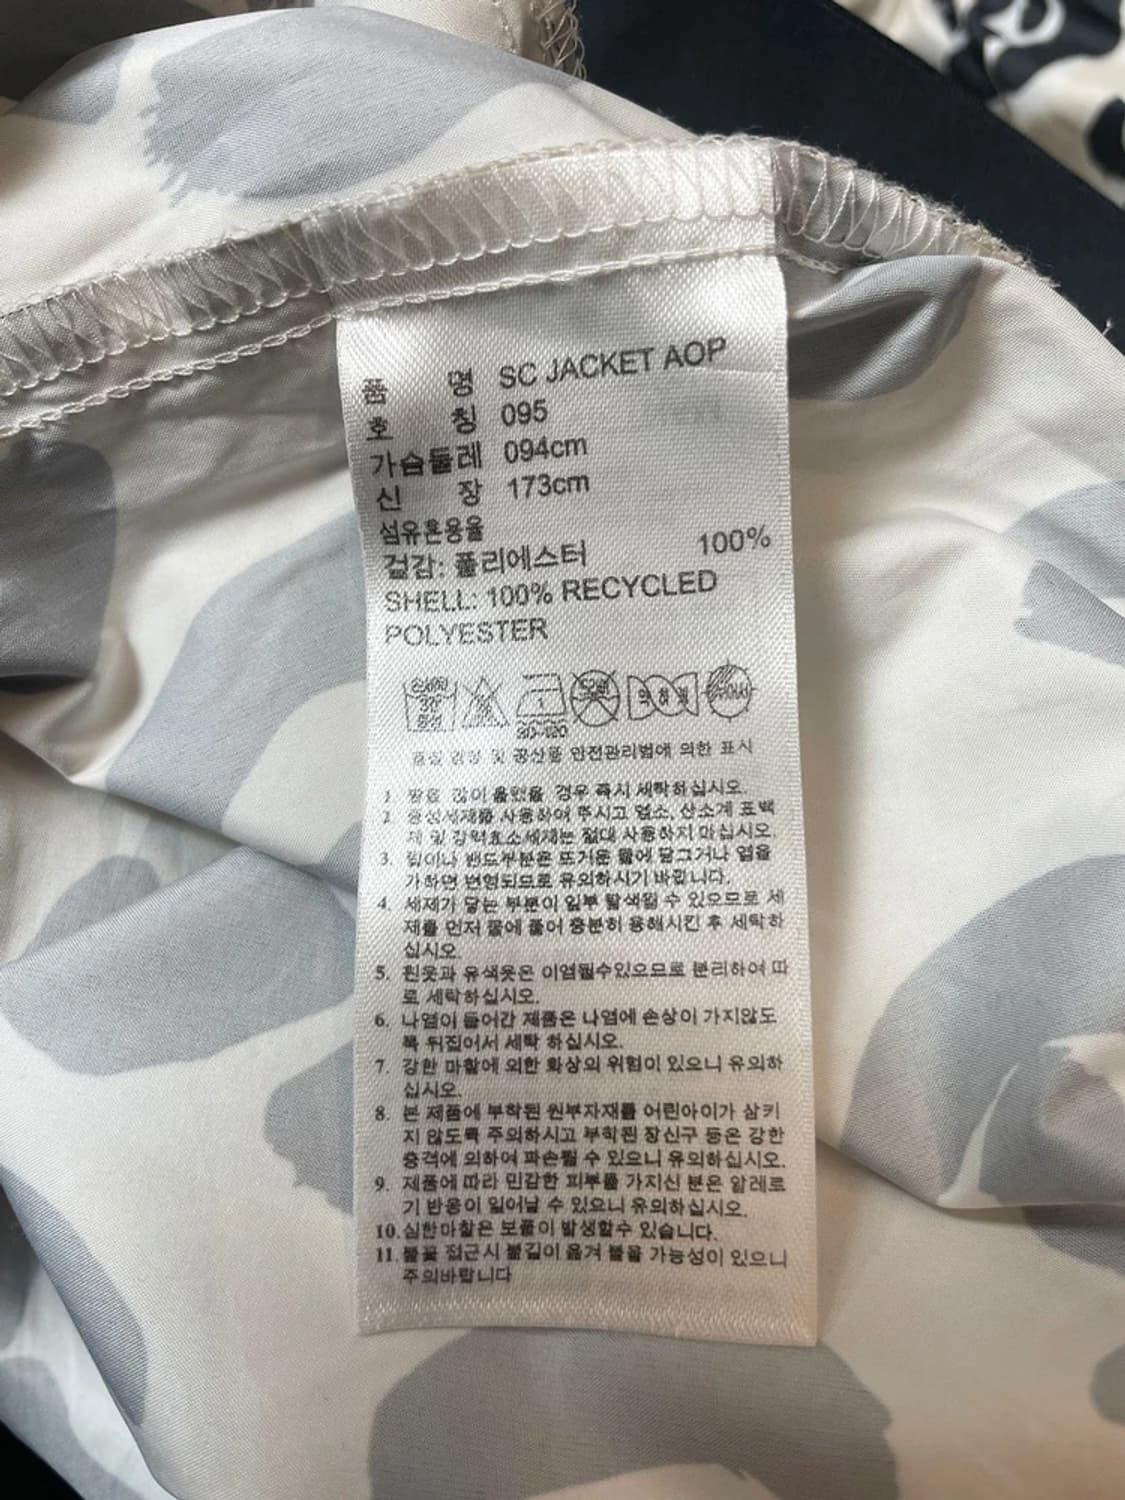 품 명 SC JACKET AOP
호 칭 095
가슴둘레 094cm
신 장 173cm
섬유혼용율
겉감: 폴리에스터 100%
SHELL: 100% RECYCLED
POLYESTER
80-120
품질 경영 및 공산품 안전관리법에 의한 표시
1. 땀을 많이 흘렸을 경우 즉시 세탁하십시오.
2. 중성세제를 사용하여 주시고 염소, 산소계 표백
제 및 강력효소세제는 절대 사용하지 마십시오.
3. 립이나 밴드부분은 뜨거운 물에 담그거나 열을
가하면 변형되므로 유의하시기 바랍니다.
4. 세제가 닿는 부분이 일부 탈색될 수 있으므로 세
제를 먼저 물에 풀어 충분히 용해시킨 후 세탁하
십시오.
5. 흰옷과 유색옷은 이염될수있으므로 분리하여 따
로 세탁하십시오.
6. 나염이 들어간 제품은 나염에 손상이 가지않도
록 뒤집어서 세탁 하십시오.
7. 강한 마찰에 의한 화상의 위험이 있으니 유의하
십시오.
8. 본 제품에 부착된 원부자재를 어린아이가 삼키
지 않도록 주의하시고 부착된 장신구 등은 강한
충격에 의하여 파손될 수 있으니 유의하십시오.
9. 제품에 따라 민감한 피부를 가지신 분은 알레르
기 반응이 일어날 수 있으니 유의하십시오.
10. 심한마찰은 보풀이 발생할수 있습니다.
11. 불꽃 접근시 불길이 옮겨 붙을 가능성이 있으니
주의바랍니다